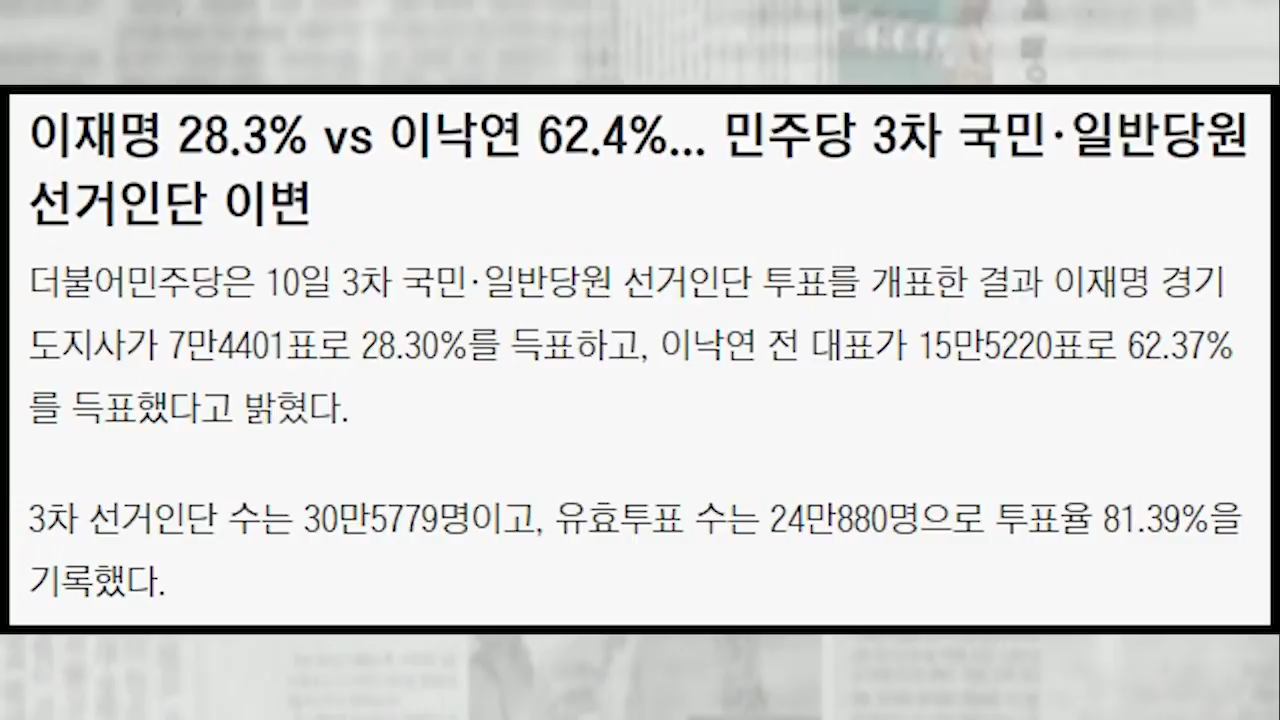 이재명 28.3% vs 이낙연 62.4%... 민주당 3차 국민·일반당원
선거인단 이변
더불어민주당은 10일 3차 국민·일반당원 선거인단 투표를 개표한 결과 이재명 경기
도지사가 7만4401표로 28.30%를 득표하고, 이낙연 전 대표가 15만5220표로 62.37%
를 득표했다고 밝혔다.
3차 선거인단 수는 30만5779명이고, 유효투표 수는 24만880명으로 투표율 81.39%을
기록했다.